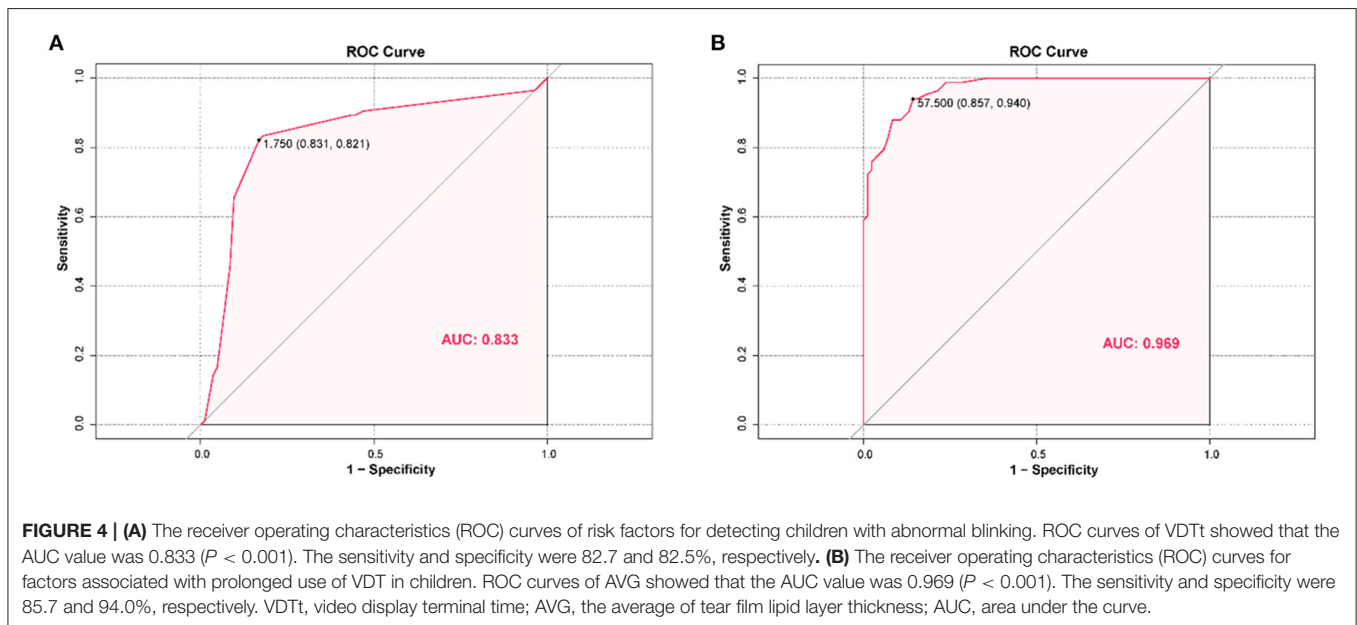 A
ROC Curve
1.0
0.8
0.6
0.4
0.2
0.0
Sensitivity
1.750 (0.831, 0.821)
AUC: 0.833
0.0 0.5 1.0
1 − Specificity
B
ROC Curve
1.0
0.8
0.6
0.4
0.2
0.0
Sensitivity
57.500 (0.857, 0.940)
AUC: 0.969
0.0 0.5 1.0
1 − Specificity
FIGURE 4 | (A) The receiver operating characteristics (ROC) curves of risk factors for detecting children with abnormal blinking. ROC curves of VDTt showed that the
AUC value was 0.833 (P < 0.001). The sensitivity and specificity were 82.7 and 82.5%, respectively. (B) The receiver operating characteristics (ROC) curves for
factors associated with prolonged use of VDT in children. ROC curves of AVG showed that the AUC value was 0.969 (P < 0.001). The sensitivity and specificity were
85.7 and 94.0%, respectively. VDTt, video display terminal time; AVG, the average of tear film lipid layer thickness; AUC, area under the curve.